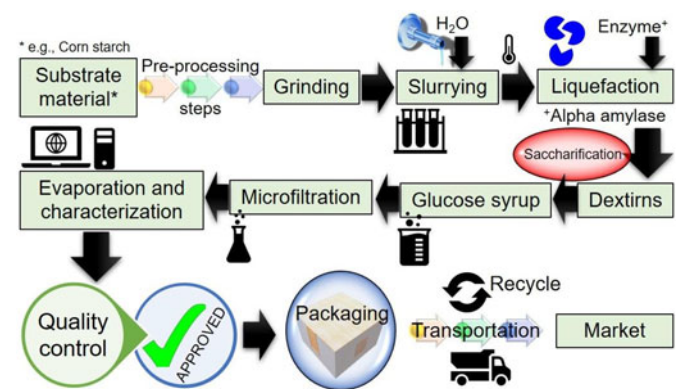 * e.g., Corn starch
Substrate
material*
Pre-processing
steps
Grinding
H₂O
Slurrying
Enzyme⁺
Liquefaction
⁺Alpha amylase
Saccharification
Dextirns
Glucose syrup
Microfiltration
Evaporation and
characterization
Quality
control
APPROVED
Packaging
Recycle
Transportation
Market